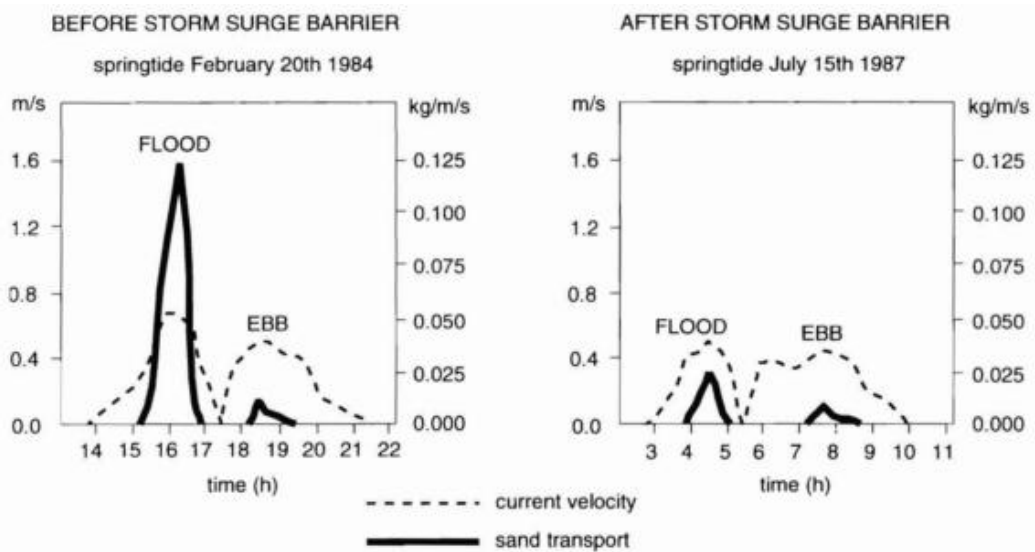 BEFORE STORM SURGE BARRIER
springtide February 20th 1984
m/s
kg/m/s
FLOOD
1.6
0.125
1.2
0.100
0.075
0.8
0.050
EBB
0.4
0.025
0.0
0.000
14 15 16 17 18 19 20 21 22
time (h)
AFTER STORM SURGE BARRIER
springtide July 15th 1987
m/s
kg/m/s
1.6
0.125
1.2
0.100
0.075
0.8
0.050
FLOOD
EBB
0.4
0.025
0.0
0.000
3 4 5 6 7 8 9 10 11
time (h)
current velocity
sand transport